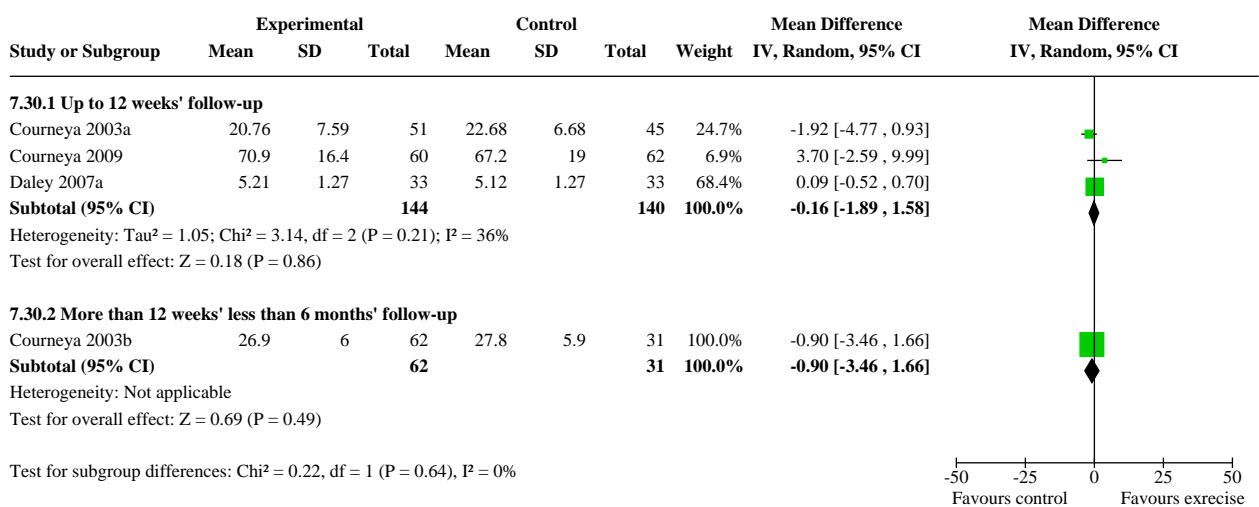 Experimental Control Mean Difference Mean Difference
Study or Subgroup Mean SD Total Mean SD Total Weight IV, Random, 95% CI IV, Random, 95% CI
7.30.1 Up to 12 weeks' follow-up
Courneya 2003a 20.76 7.59 51 22.68 6.68 45 24.7% -1.92 [-4.77 , 0.93]
Courneya 2009 70.9 16.4 60 67.2 19 62 6.9% 3.70 [-2.59 , 9.99]
Daley 2007a 5.21 1.27 33 5.12 1.27 33 68.4% 0.09 [-0.52 , 0.70]
Subtotal (95% CI) 144 140 100.0% -0.16 [-1.89 , 1.58]
Heterogeneity: Tau² = 1.05; Chi² = 3.14, df = 2 (P = 0.21); I² = 36%
Test for overall effect: Z = 0.18 (P = 0.86)
7.30.2 More than 12 weeks' less than 6 months' follow-up
Courneya 2003b 26.9 6 62 27.8 5.9 31 100.0% -0.90 [-3.46 , 1.66]
Subtotal (95% CI) 62 31 100.0% -0.90 [-3.46 , 1.66]
Heterogeneity: Not applicable
Test for overall effect: Z = 0.69 (P = 0.49)
Test for subgroup differences: Chi² = 0.22, df = 1 (P = 0.64), I² = 0%
-50 -25 0 25 50
Favours control Favours exrecise